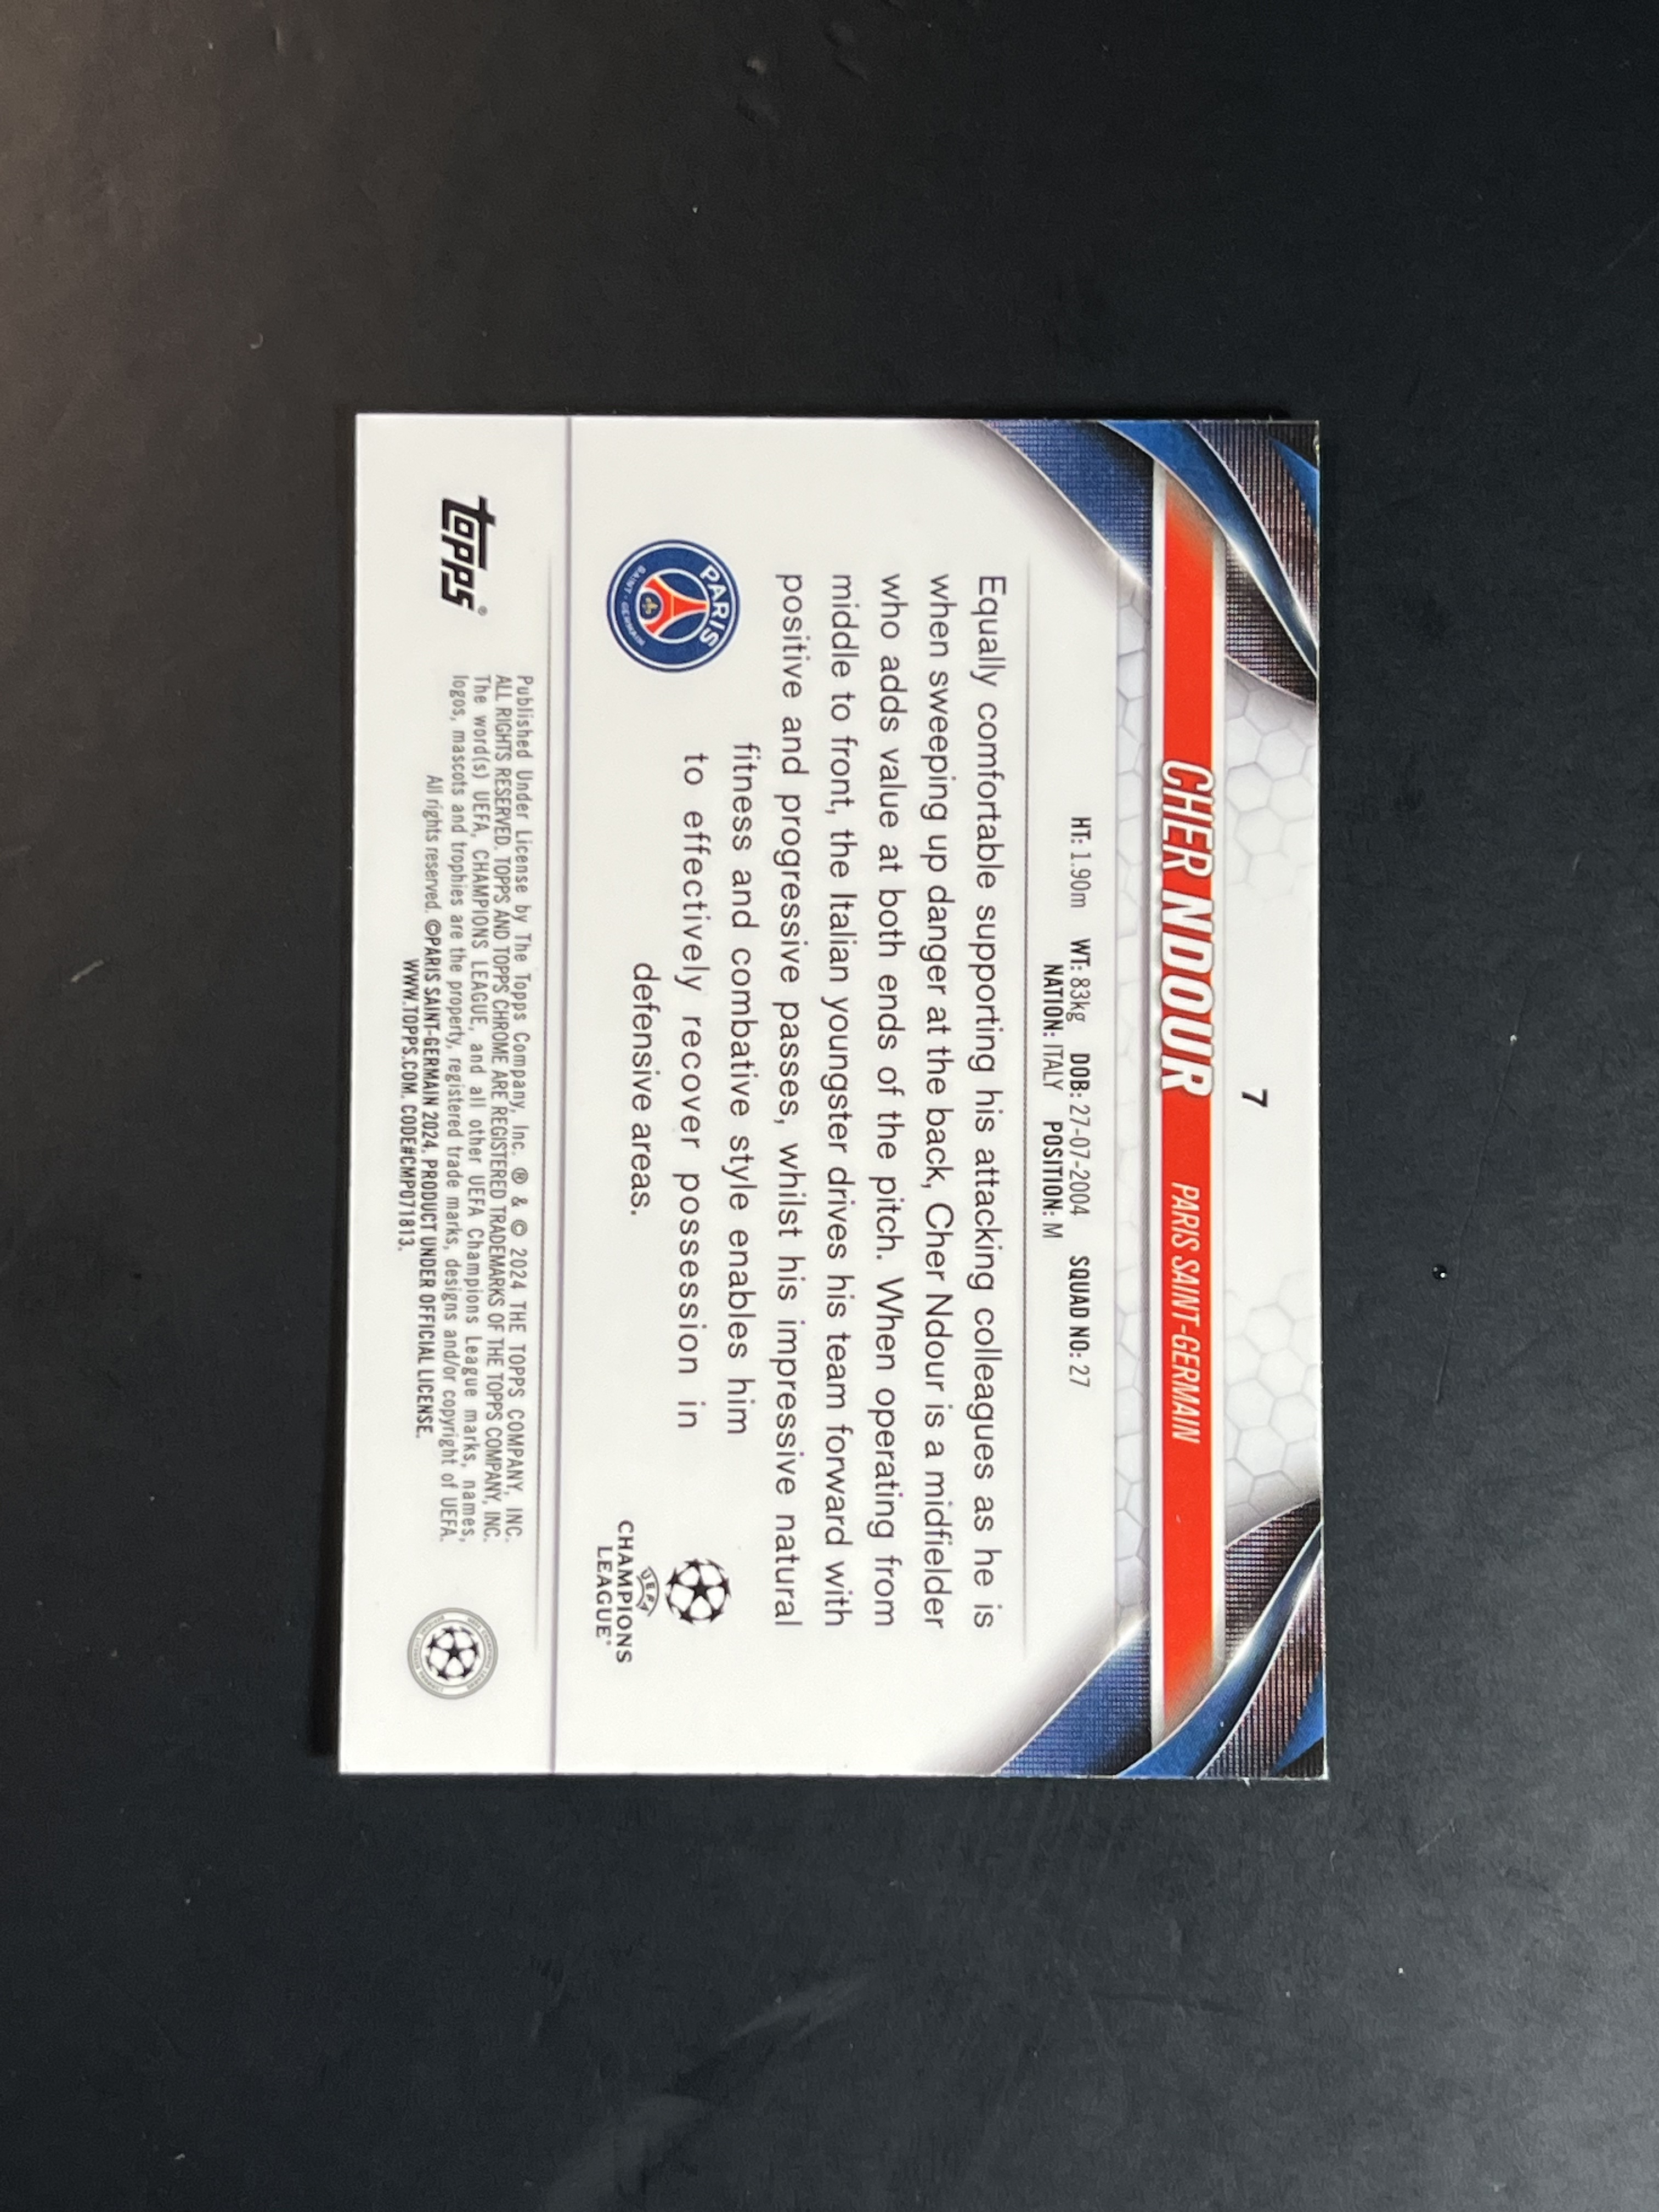 7
CHER NDOUR PARIS SAINT-GERMAIN
HT: 1.90m WT: 83kg DOB: 27-07-2004 SQUAD NO: 27
NATION: ITALY POSITION: M
Equally comfortable supporting his attacking colleagues as he is
when sweeping up danger at the back, Cher Ndour is a midfielder
who adds value at both ends of the pitch. When operating from
middle to front, the Italian youngster drives his team forward with
positive and progressive passes, whilst his impressive natural
fitness and combative style enables him
to effectively recover possession in
defensive areas.
PARIS
SAINT-GERMAIN
UEFA
CHAMPIONS
LEAGUE®
TOPPS®
Published Under License by The Topps Company, Inc. ® & © 2024 THE TOPPS COMPANY, INC.
ALL RIGHTS RESERVED. TOPPS AND TOPPS CHROME ARE REGISTERED TRADEMARKS OF THE TOPPS COMPANY, INC.
The word(s) UEFA, CHAMPIONS LEAGUE, and all other UEFA Champions League marks, names,
logos, mascots and trophies are the property, registered trade marks, designs and/or copyright of UEFA.
All rights reserved. ©PARIS SAINT-GERMAIN 2024. PRODUCT UNDER OFFICIAL LICENSE.
WWW.TOPPS.COM. CODE#CMP071813.